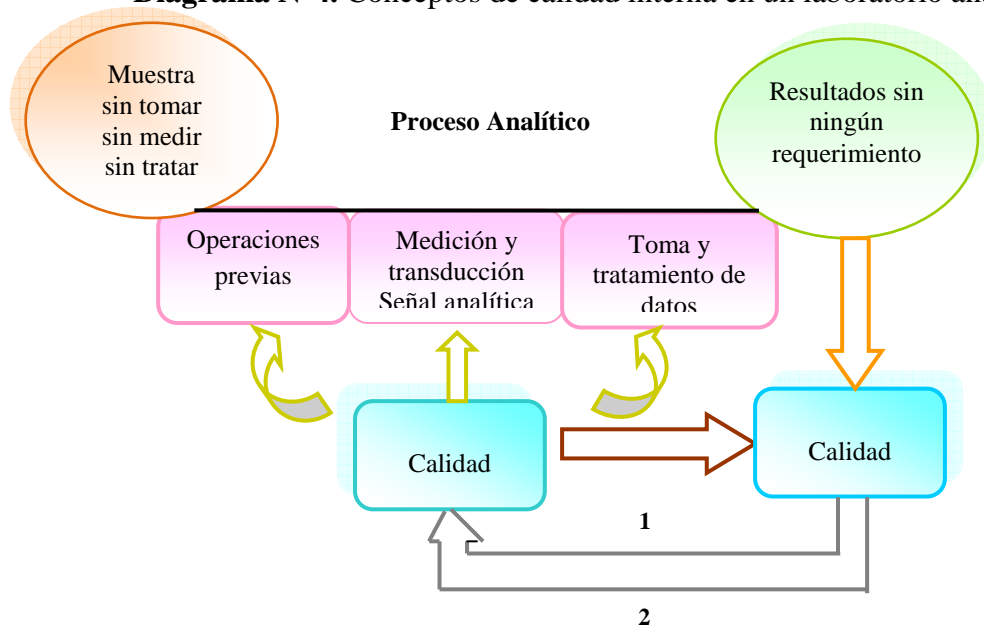 Conceptos de calidad interna en un laboratorio
Muestra
sin tomar
sin medir
sin tratar
Proceso Analítico
Resultados sin
ningún
requerimiento
Operaciones
previas
Medición y
transducción
Señal analítica
Toma y
tratamiento de
datos
Calidad
Calidad
1
2